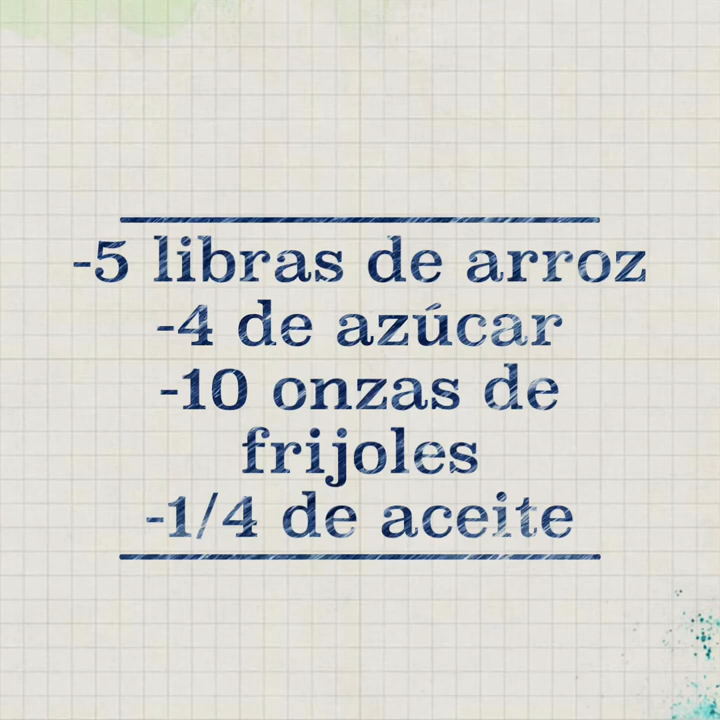 -5 libras de arroz
-4 de azúcar
-10 onzas de
frijoles
-1/4 de aceite